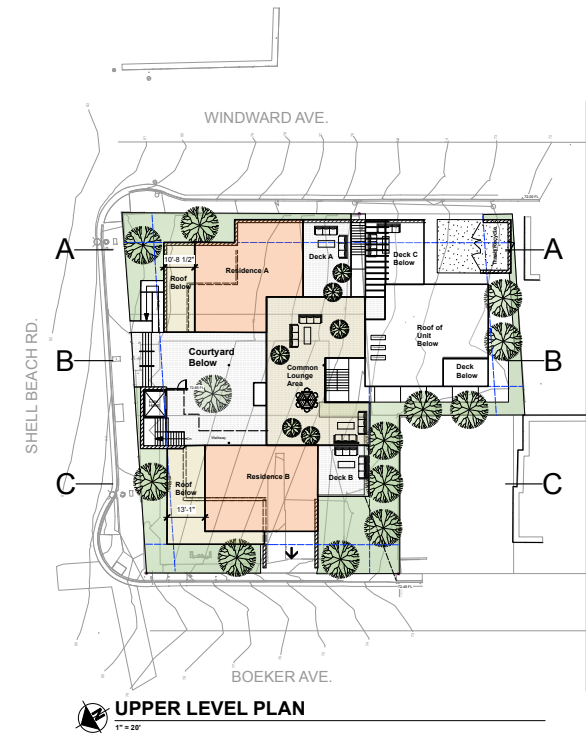 WINDWARD AVE.
SHELL BEACH RD.
A
A
Deck A
Deck C
Below
10'-8 1/2"
Residence A
Roof
Below
Roof of
Unit
Below
B
B
Courtyard
Below
Common
Lounge
Area
Deck
Below
C
C
Roof
Below
Residence B
Deck B
13'-1"
BOEKER AVE.
UPPER LEVEL PLAN
1" = 20'